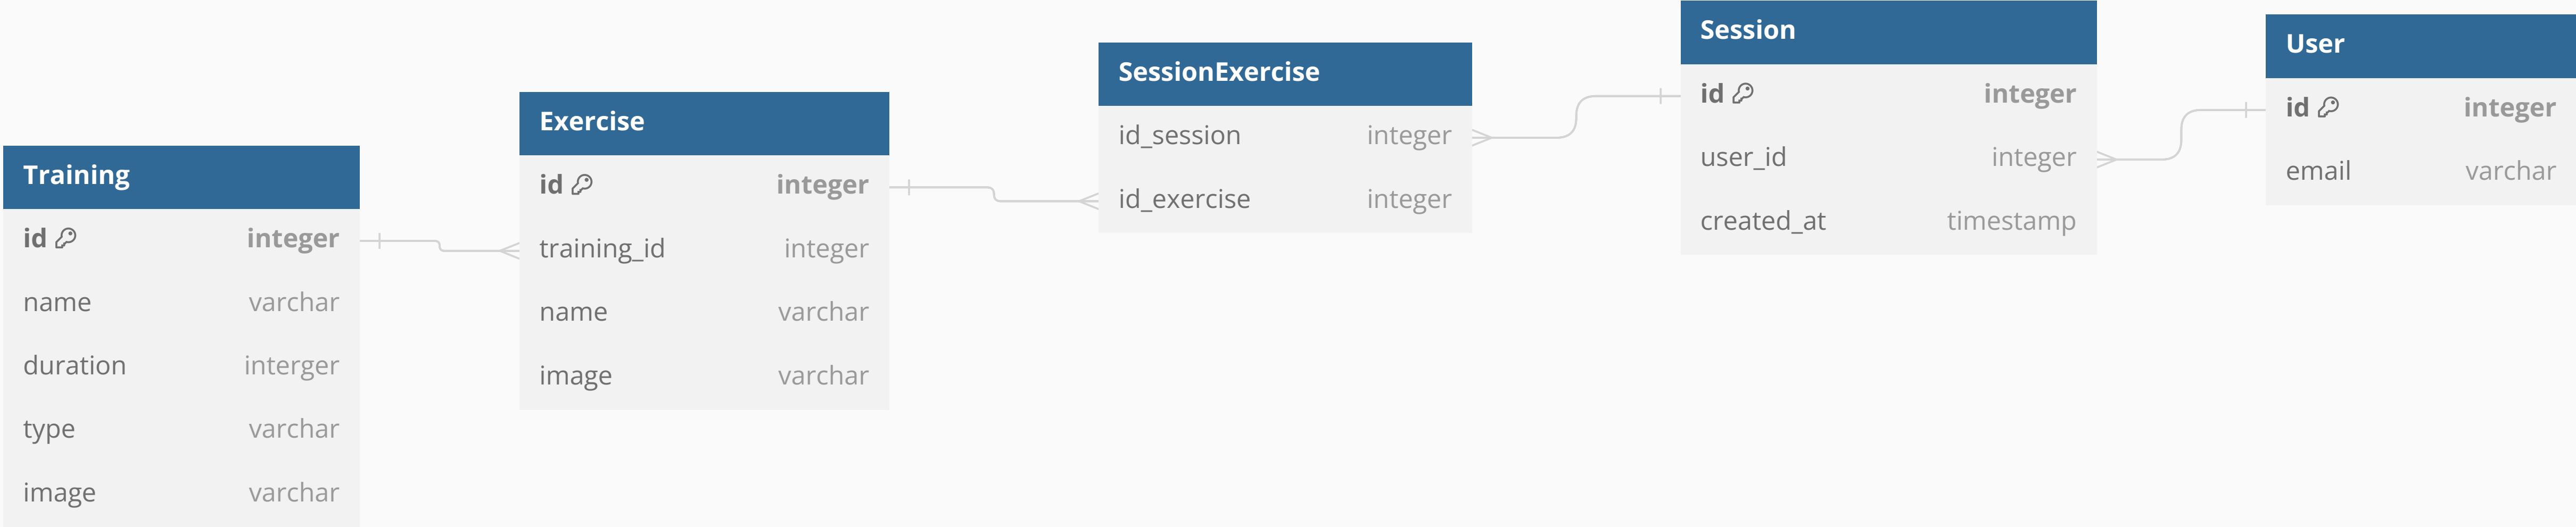 Training
id integer
name varchar
duration interger
type varchar
image varchar
Exercise
id integer
training_id integer
name varchar
image varchar
SessionExercise
id_session integer
id_exercise integer
Session
id integer
user_id integer
created_at timestamp
User
id integer
email varchar